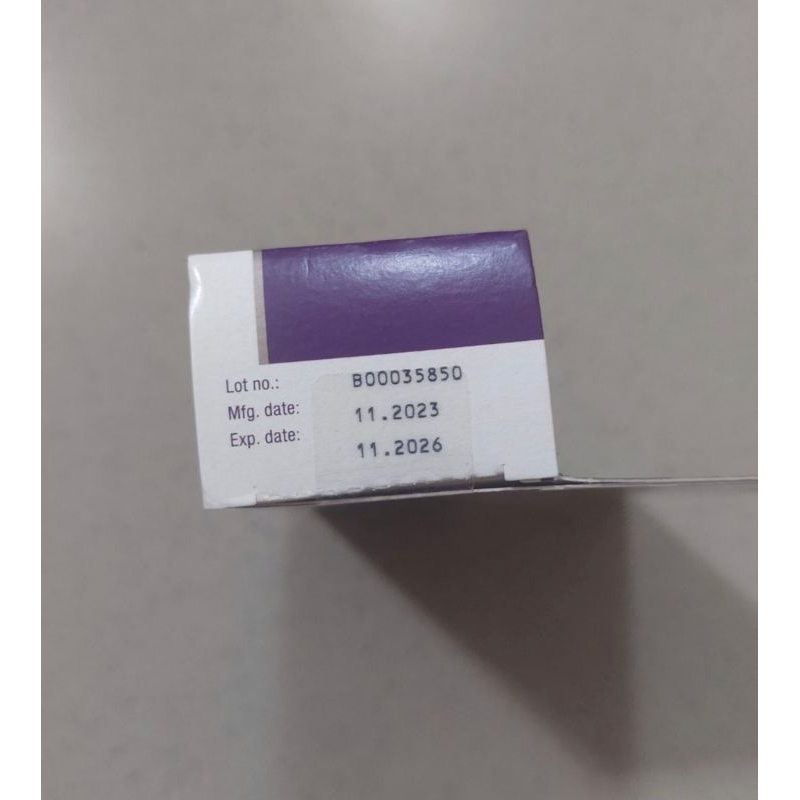 Lot no.: B00035850
Mfg. date: 11.2023
Exp. date: 11.2026